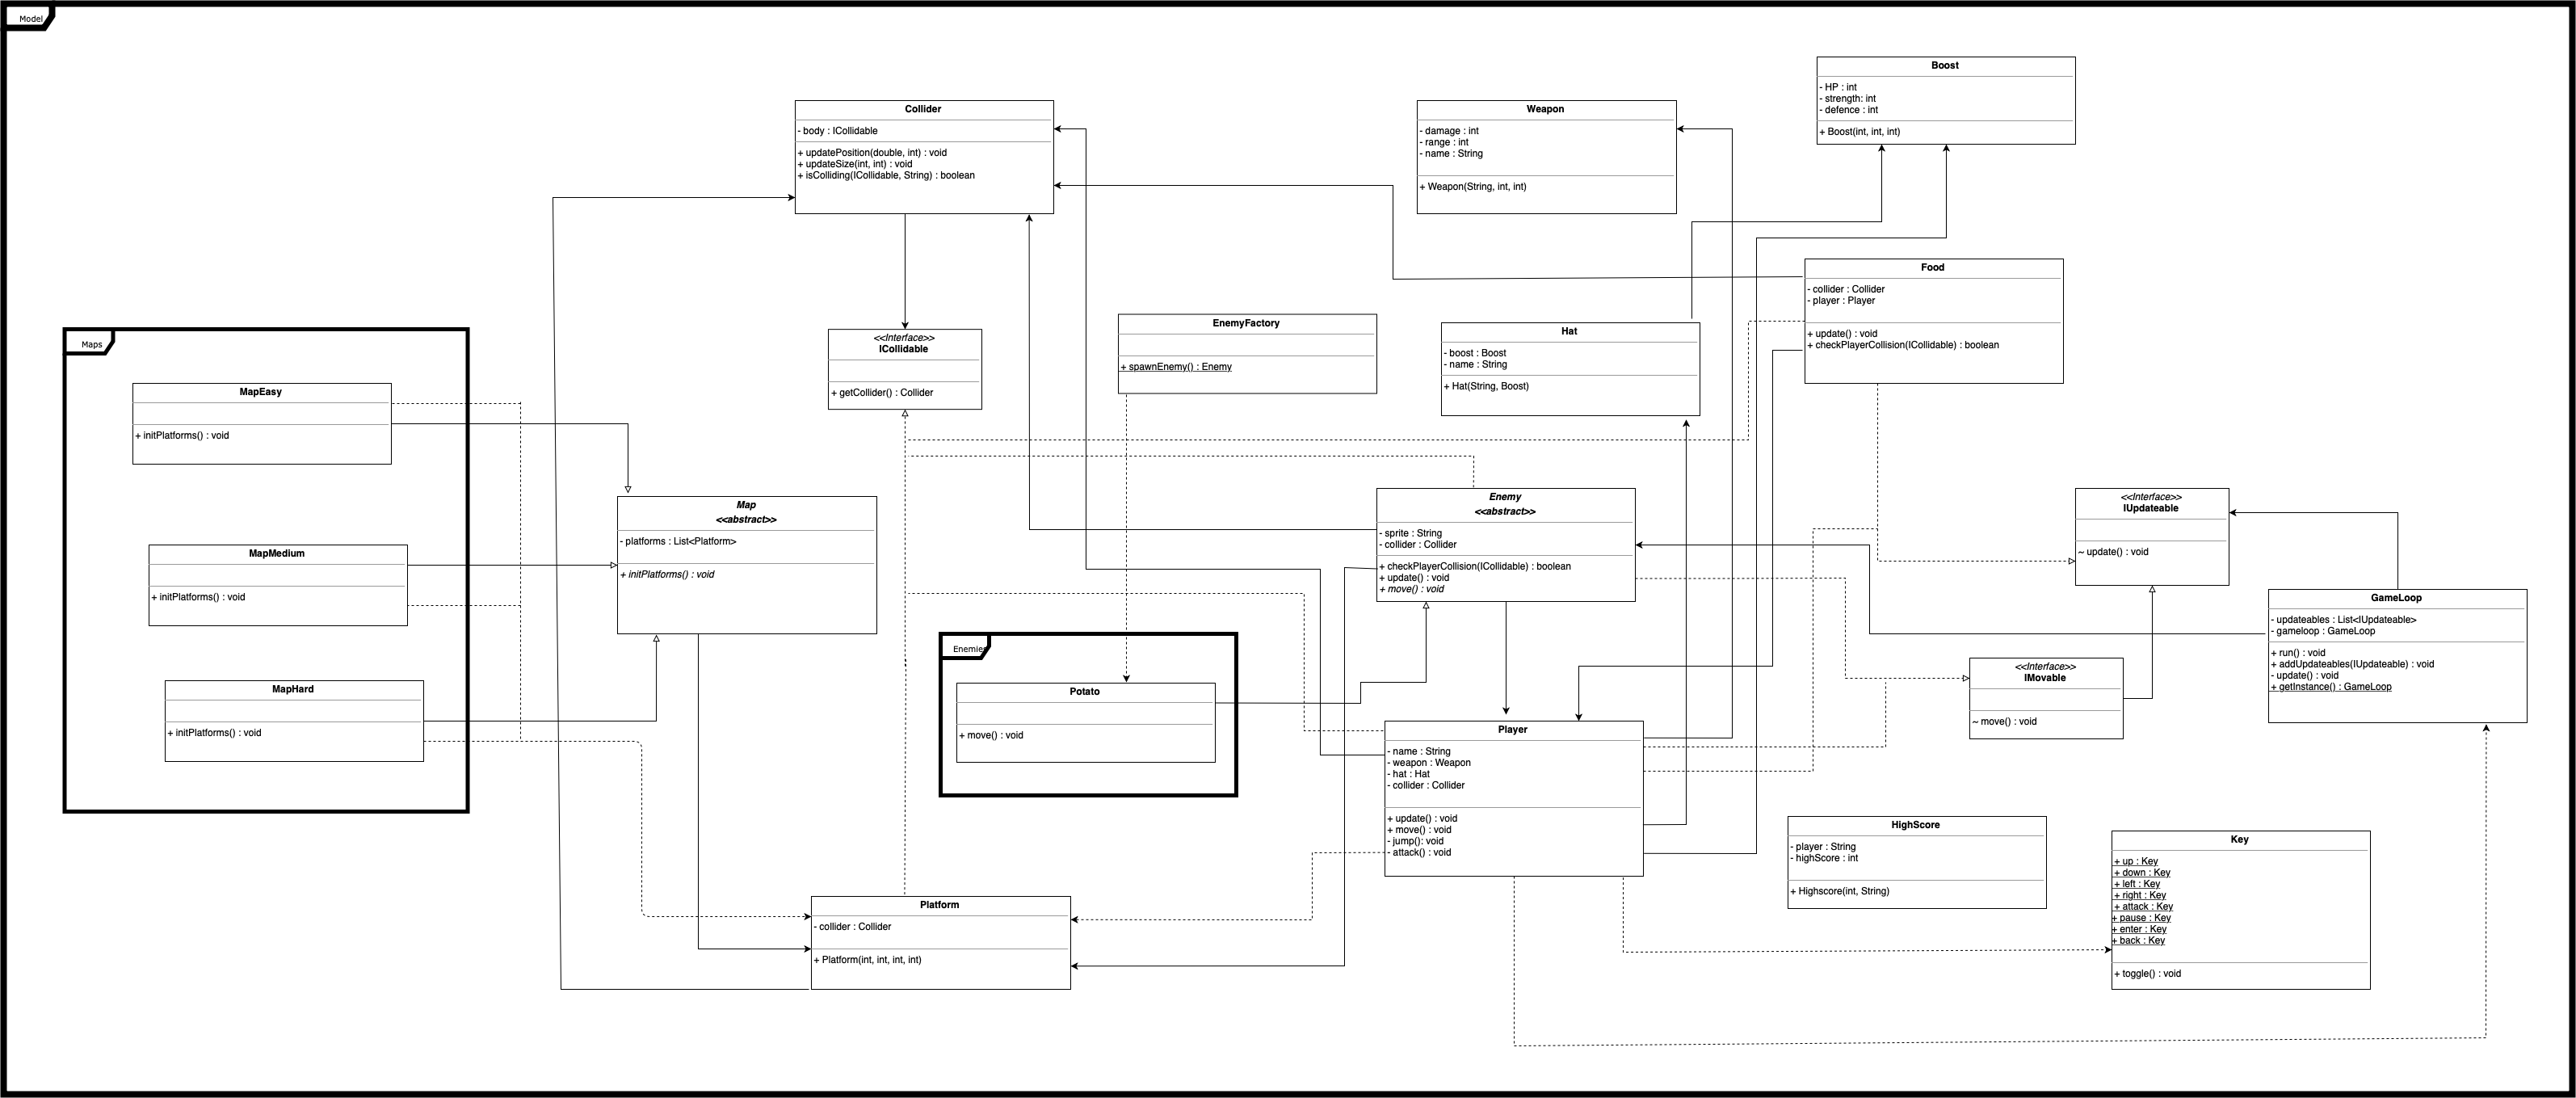 Model
Boost
- HP : int
- strength: int
- defence : int
+ Boost(int, int, int)
Collider
- body : ICollidable
+ updatePosition(double, int) : void
+ updateSize(int, int) : void
+ isColliding(ICollidable, String) : boolean
Weapon
- damage : int
- range : int
- name : String
+ Weapon(String, int, int)
Food
- collider : Collider
- player : Player
+ update() : void
+ checkPlayerCollision(ICollidable) : boolean
Maps
<<Interface>>
ICollidable
+ getCollider() : Collider
EnemyFactory
+ spawnEnemy() : Enemy
Hat
- boost : Boost
- name : String
+ Hat(String, Boost)
MapEasy
+ initPlatforms() : void
Map
<<abstract>>
- platforms : List<Platform>
+ initPlatforms() : void
Enemy
<<abstract>>
- sprite : String
- collider : Collider
+ checkPlayerCollision(ICollidable) : boolean
+ update() : void
+ move() : void
<<Interface>>
IUpdateable
~ update() : void
MapMedium
+ initPlatforms() : void
GameLoop
- updateables : List<IUpdateable>
- gameloop : GameLoop
+ run() : void
+ addUpdateables(IUpdateable) : void
- update() : void
+ getInstance() : GameLoop
Enemies
<<Interface>>
IMovable
~ move() : void
MapHard
+ initPlatforms() : void
Potato
+ move() : void
Player
- name : String
- weapon : Weapon
- hat : Hat
- collider : Collider
+ update() : void
+ move() : void
- jump(): void
- attack() : void
HighScore
- player : String
- highScore : int
+ Highscore(int, String)
Key
+ up : Key
+ down : Key
+ left : Key
+ right : Key
+ attack : Key
+ pause : Key
+ enter : Key
+ back : Key
+ toggle() : void
Platform
- collider : Collider
+ Platform(int, int, int, int)